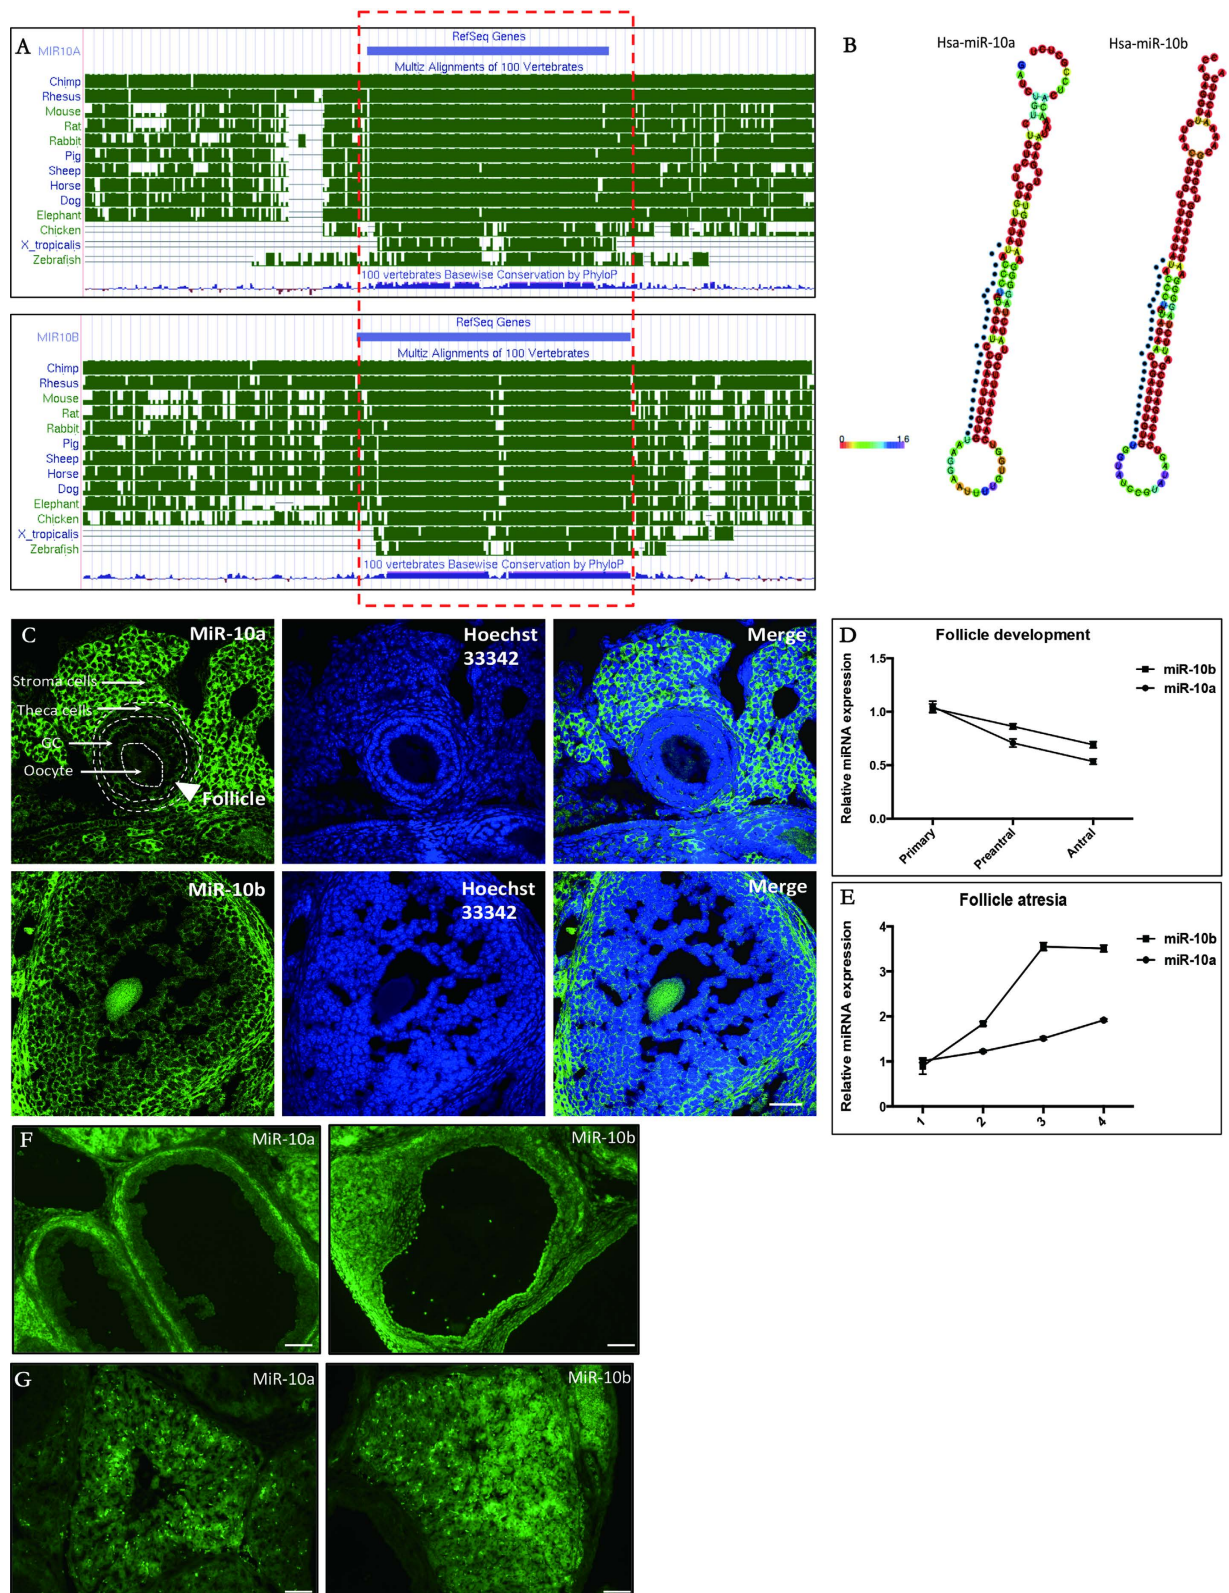 A
RefSeq Genes
MIR10A
Multiz Alignments of 100 Vertebrates
Chimp
Rhesus
Mouse
Rat
Rabbit
Pig
Sheep
Horse
Dog
Elephant
Chicken
X_tropicalis
Zebrafish
100 vertebrates Basewise Conservation by PhyloP
RefSeq Genes
MIR10B
Multiz Alignments of 100 Vertebrates
Chimp
Rhesus
Mouse
Rat
Rabbit
Pig
Sheep
Horse
Dog
Elephant
Chicken
X_tropicalis
Zebrafish
100 vertebrates Basewise Conservation by PhyloP
B
Hsa-miR-10a
Hsa-miR-10b
0 1.6
C
MiR-10a
Stroma cells
Theca cells
GC
Oocyte
Follicle
Hoechst
33342
Merge
MiR-10b
Hoechst
33342
Merge
D
Follicle development
Relative miRNA expression
1.5
1.0
0.5
0.0
Primary
Preantral
Antral
miR-10b
miR-10a
E
Follicle atresia
Relative miRNA expression
4
3
2
1
0
1
2
3
4
miR-10b
miR-10a
F
MiR-10a
MiR-10b
G
MiR-10a
MiR-10b